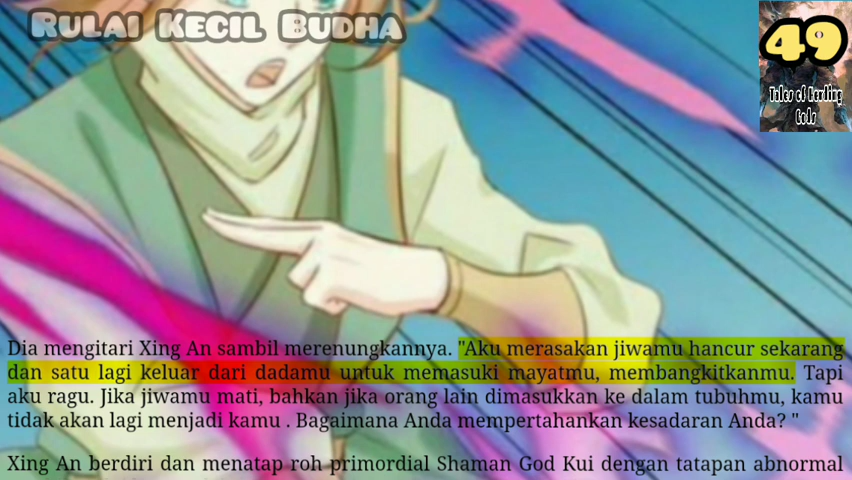 Rulai Kecil Budha
49
Tales of Herding
Gods
Dia mengitari Xing An sambil merenungkannya. "Aku merasakan jiwamu hancur sekarang
dan satu lagi keluar dari dadamu untuk memasuki mayatmu, membangkitkanmu. Tapi
aku ragu. Jika jiwamu mati, bahkan jika orang lain dimasukkan ke dalam tubuhmu, kamu
tidak akan lagi menjadi kamu . Bagaimana Anda mempertahankan kesadaran Anda? "
Xing An berdiri dan menatap roh primordial Shaman God Kui dengan tatapan abnormal